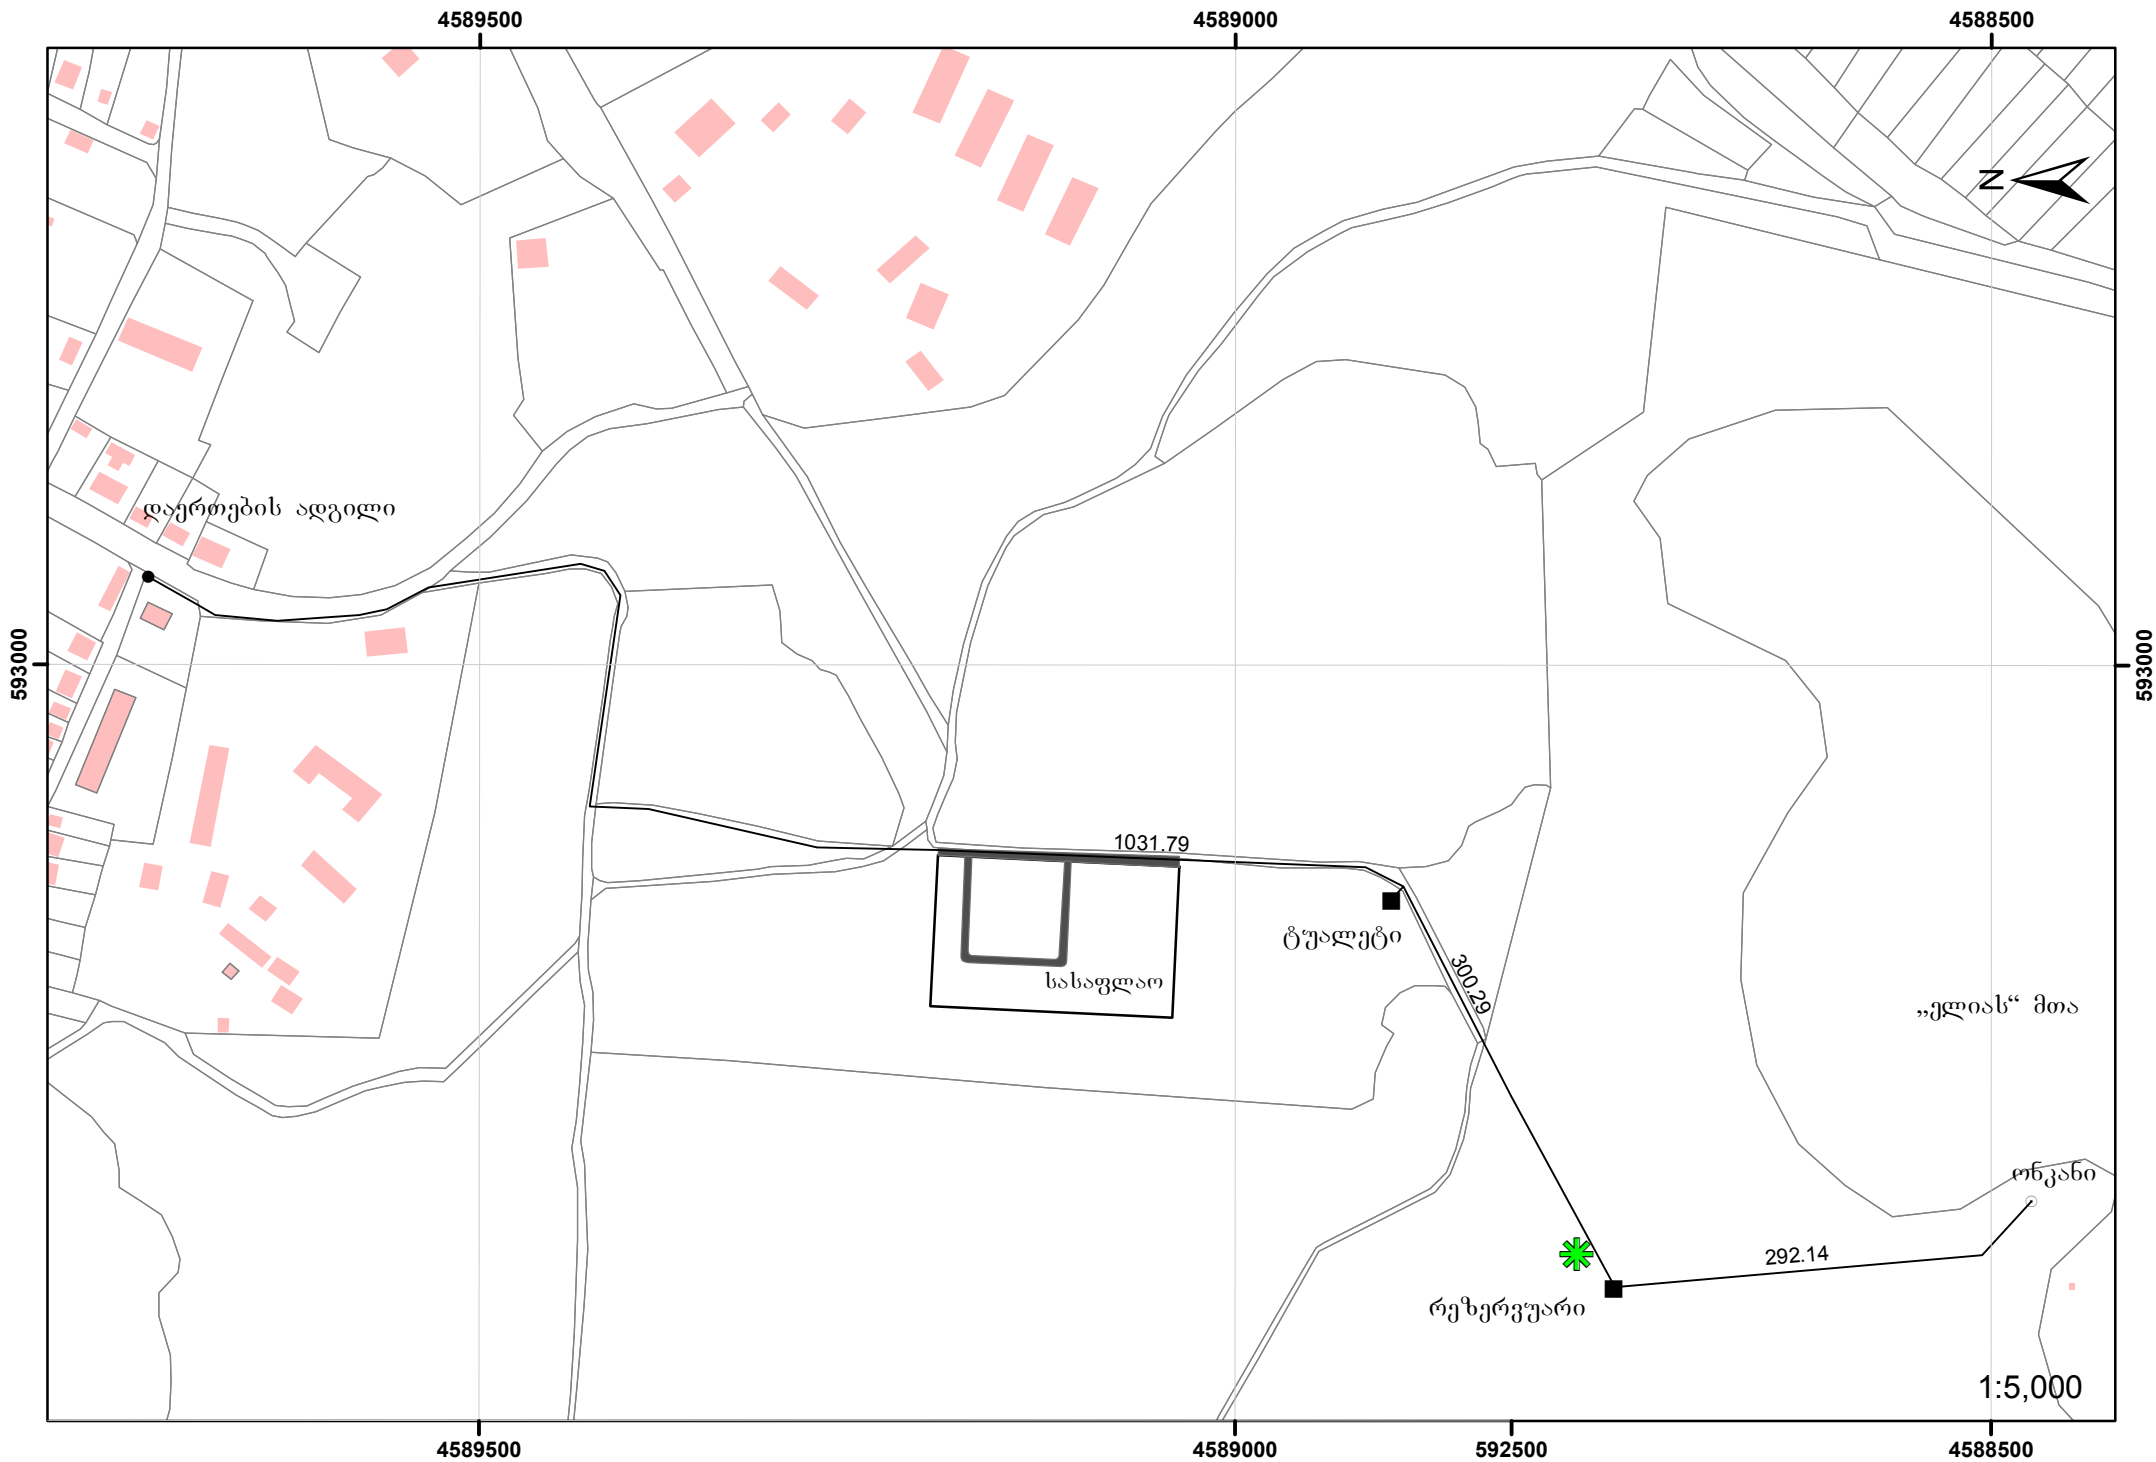 4589500 4589000 4588500
N
დაერთების ადგილი
593000 593000
1031.79
ტუალეტი
300.29
სასაფლაო
„ელიას“ მთა
ონკანი
292.14
რეზერვუარი
1:5,000
4589500 4589000 592500 4588500